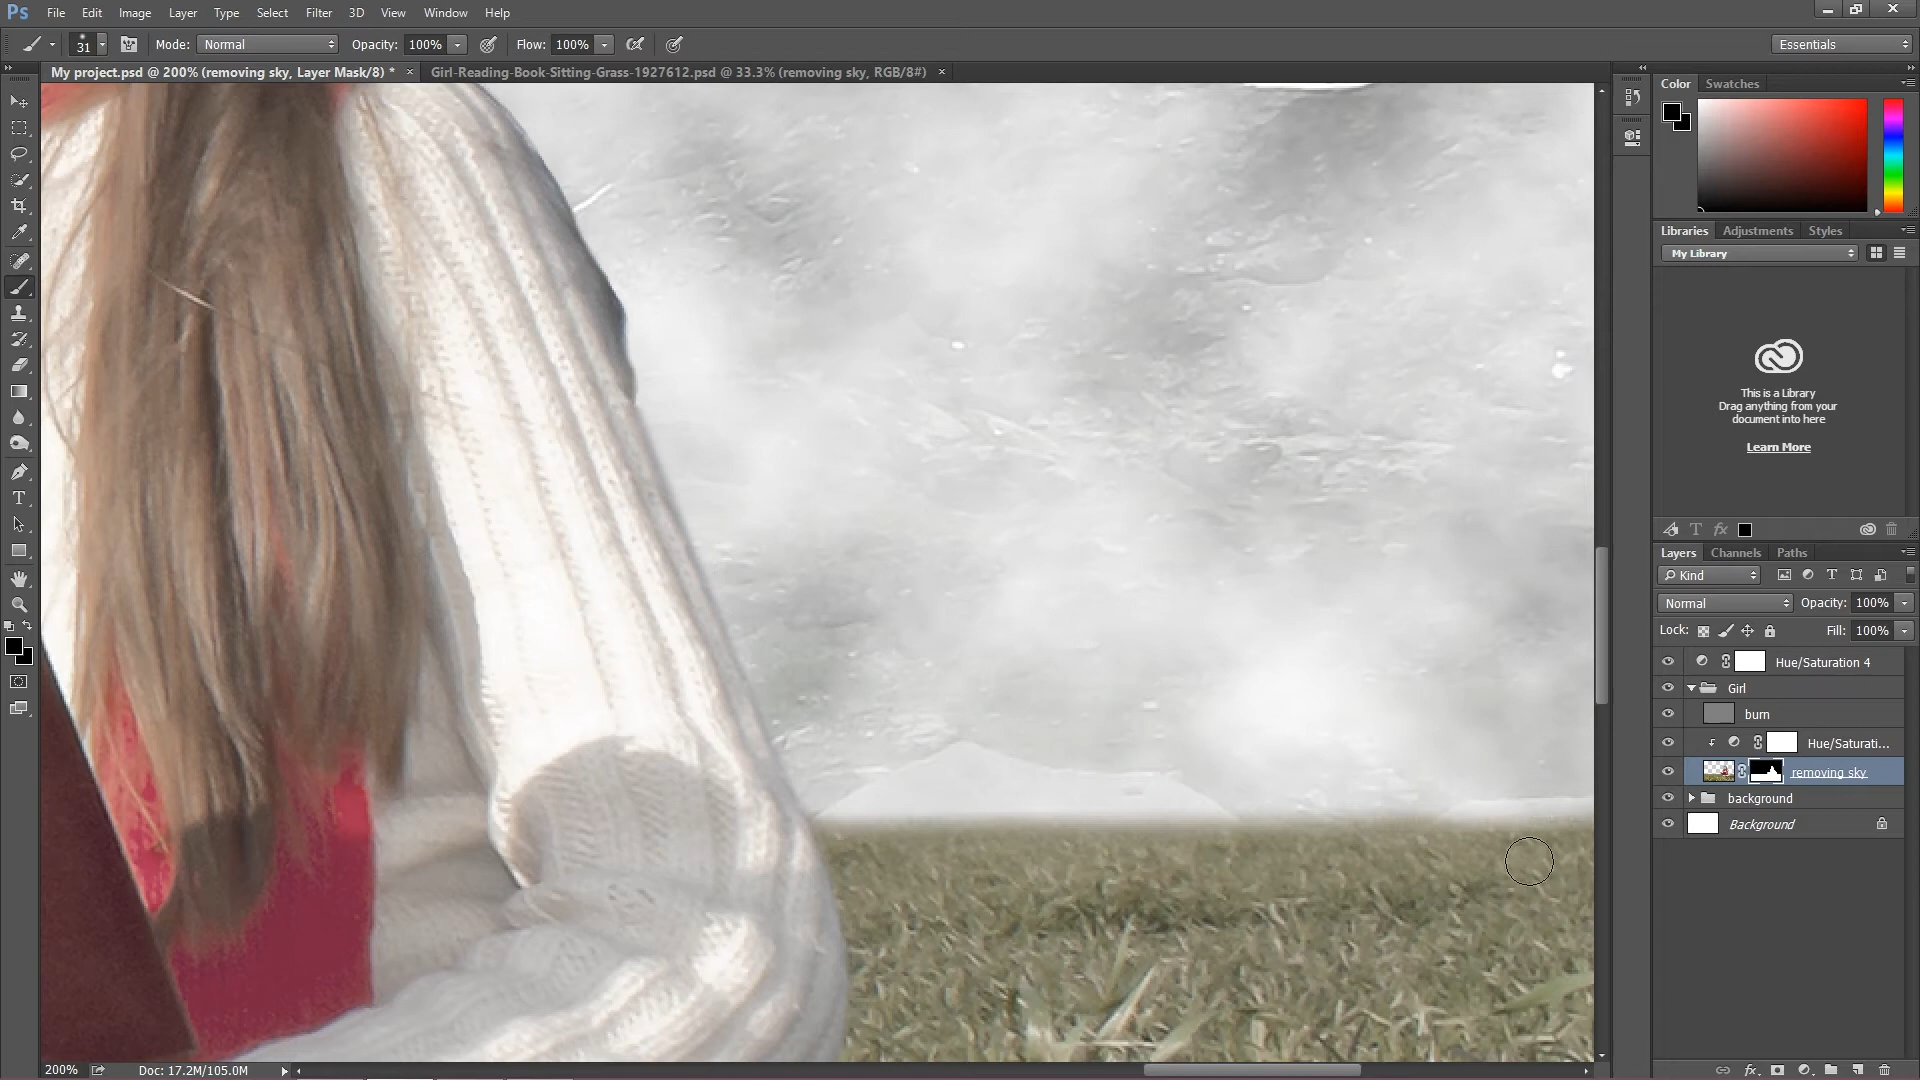 Ps File Edit Image Layer Type Select Filter 3D View Window Help
31 Mode: Normal Opacity: 100% Flow: 100% Essentials
My project.psd @ 200% (removing sky, Layer Mask/8) * × Girl-Reading-Book-Sitting-Grass-1927612.psd @ 33.3% (removing sky, RGB/8#) ×
Color Swatches
Libraries Adjustments Styles
My Library
This is a Library
Drag anything from your
document into here
Learn More
T fx
Layers Channels Paths
Kind T
Normal Opacity: 100%
Lock: Fill: 100%
Hue/Saturation 4
Girl
burn
Hue/Saturati...
removing sky
background
Background
200% Doc: 17.2M/105.0M
fx